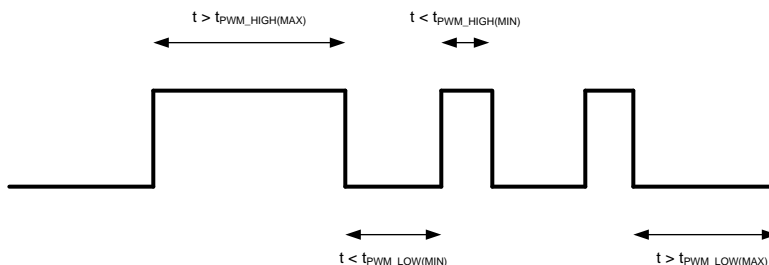 t > tPWM_HIGH(MAX)
t < tPWM_HIGH(MIN)
t < tPWM_LOW(MIN)
t > tPWM_LOW(MAX)